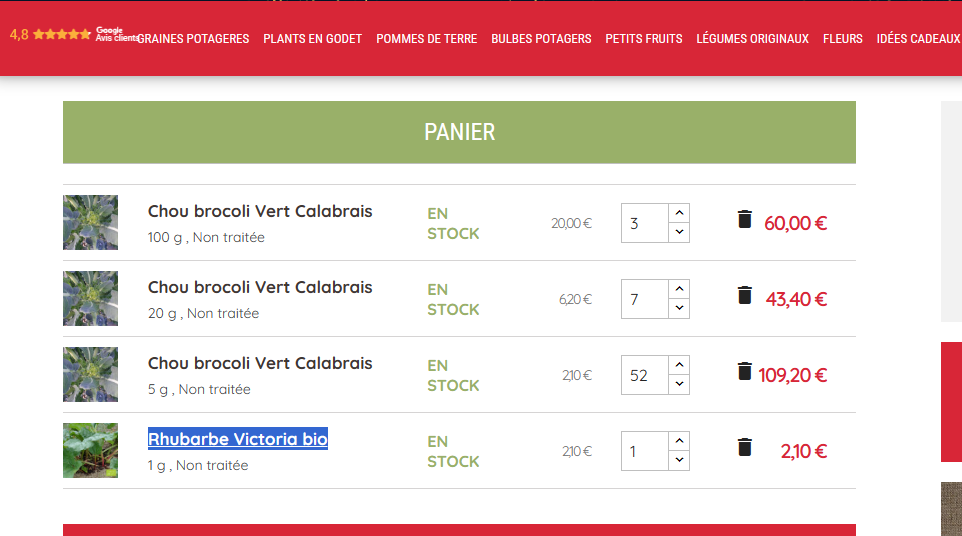 4,8 Google Avis clients
GRAINES POTAGERES PLANTS EN GODET POMMES DE TERRE BULBES POTAGERS PETITS FRUITS LÉGUMES ORIGINAUX FLEURS IDÉES CADEAUX
PANIER
Chou brocoli Vert Calabrais
100 g , Non traitée
EN STOCK
20,00 €
3
60,00 €
Chou brocoli Vert Calabrais
20 g , Non traitée
EN STOCK
6,20 €
7
43,40 €
Chou brocoli Vert Calabrais
5 g , Non traitée
EN STOCK
2,10 €
52
109,20 €
Rhubarbe Victoria bio
1 g , Non traitée
EN STOCK
2,10 €
1
2,10 €